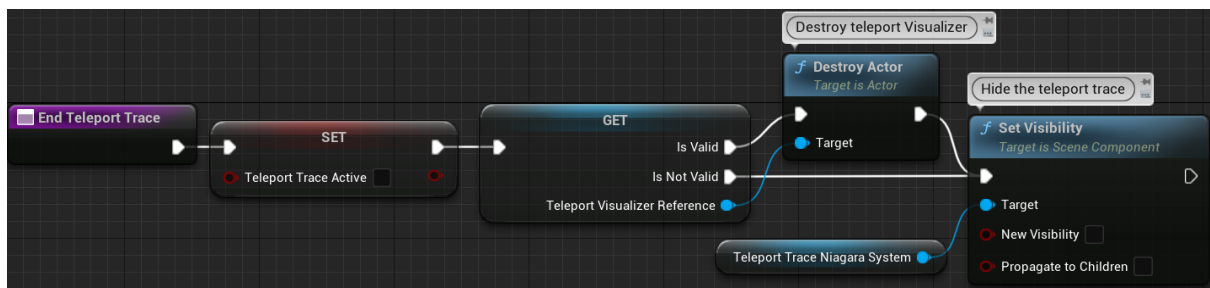 Destroy teleport Visualizer
f Destroy Actor
Target is Actor
Hide the teleport trace
End Teleport Trace
SET
Teleport Trace Active
GET
Is Valid
Is Not Valid
Teleport Visualizer Reference
Target
f Set Visibility
Target is Scene Component
Target
New Visibility
Propagate to Children
Teleport Trace Niagara System